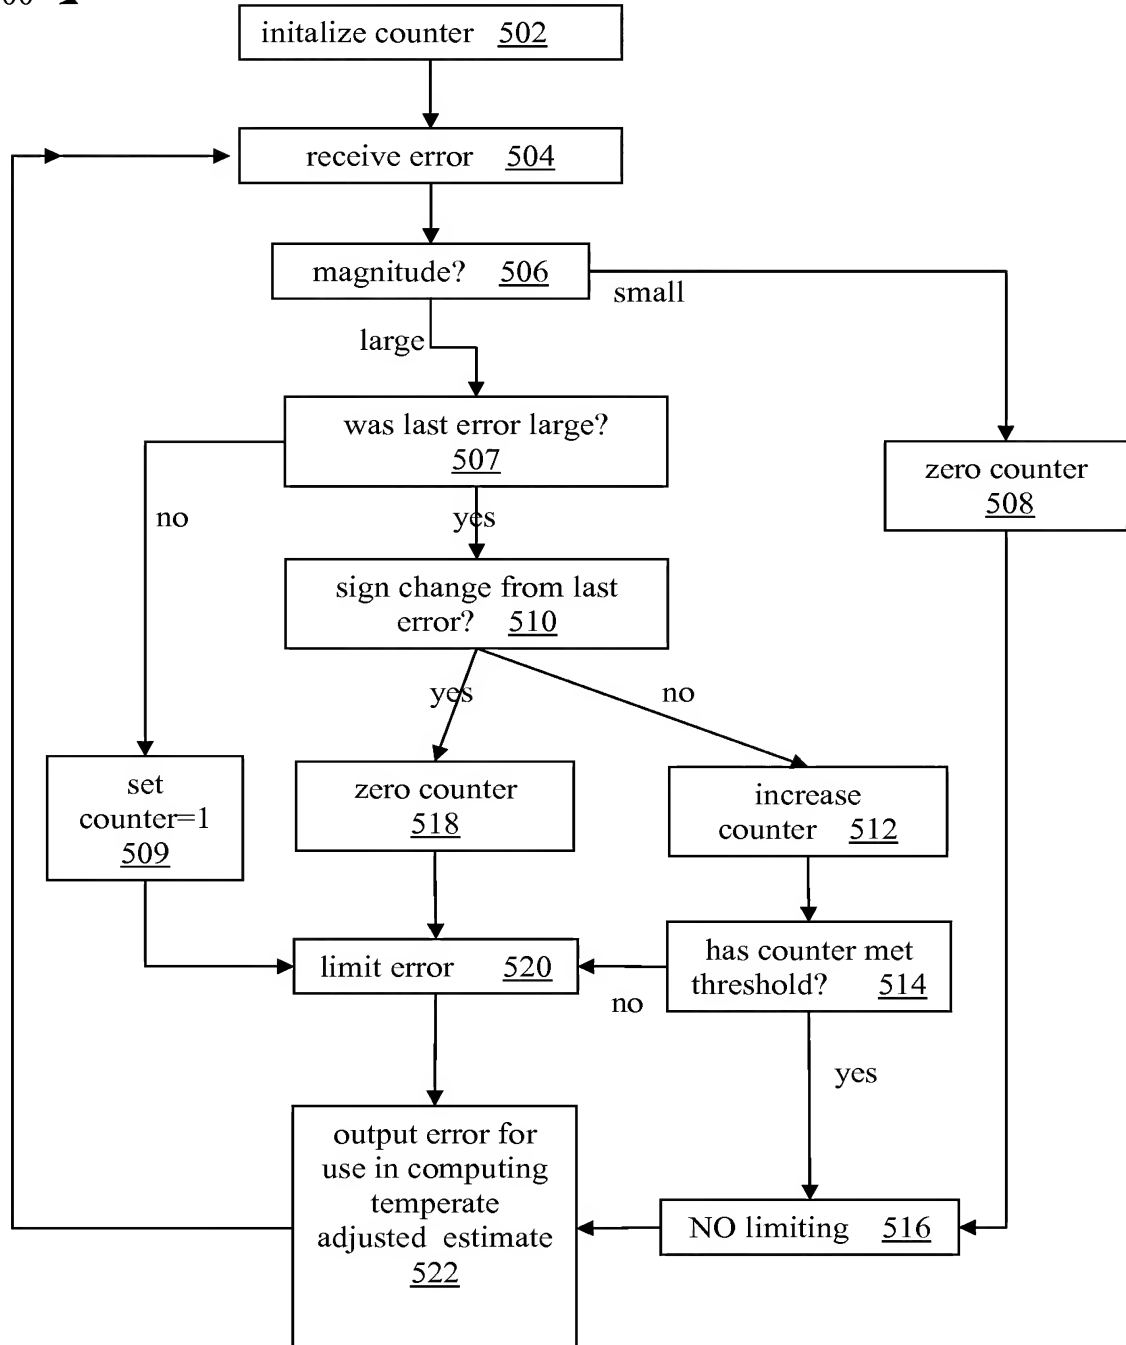 initalize counter 502
receive error 504
magnitude? 506
small
large
was last error large?
507
zero counter
508
no
yes
sign change from last
error? 510
yes
no
set
counter=1
509
zero counter
518
increase
counter 512
limit error 520
has counter met
threshold? 514
no
yes
output error for
use in computing
temperate
adjusted estimate
522
NO limiting 516